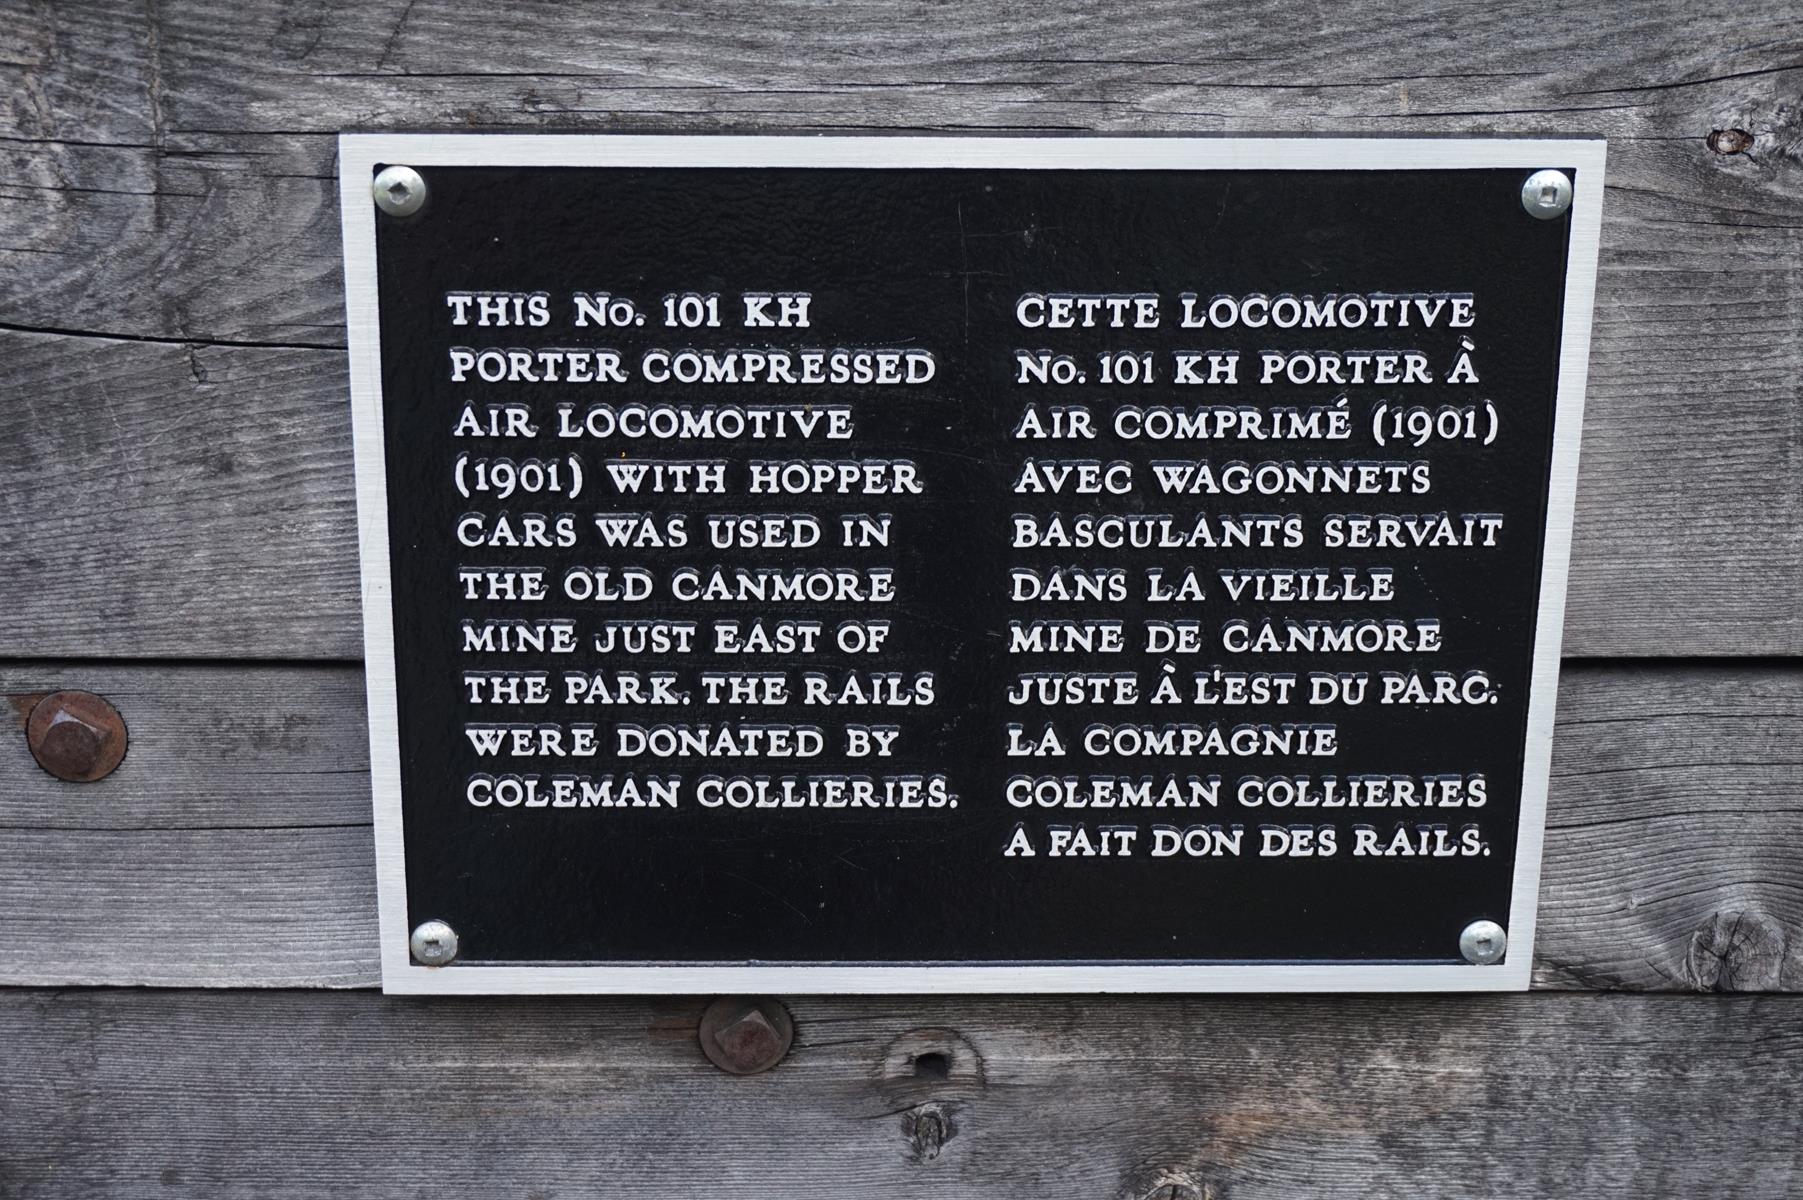 THIS No. 101 KH
PORTER COMPRESSED
AIR LOCOMOTIVE
(1901) WITH HOPPER
CARS WAS USED IN
THE OLD CANMORE
MINE JUST EAST OF
THE PARK. THE RAILS
WERE DONATED BY
COLEMAN COLLIERIES.
CETTE LOCOMOTIVE
No. 101 KH PORTER À
AIR COMPRIMÉ (1901)
AVEC WAGONNETS
BASCULANTS SERVAIT
DANS LA VIEILLE
MINE DE CANMORE
JUSTE À L'EST DU PARC.
LA COMPAGNIE
COLEMAN COLLIERIES
A FAIT DON DES RAILS.